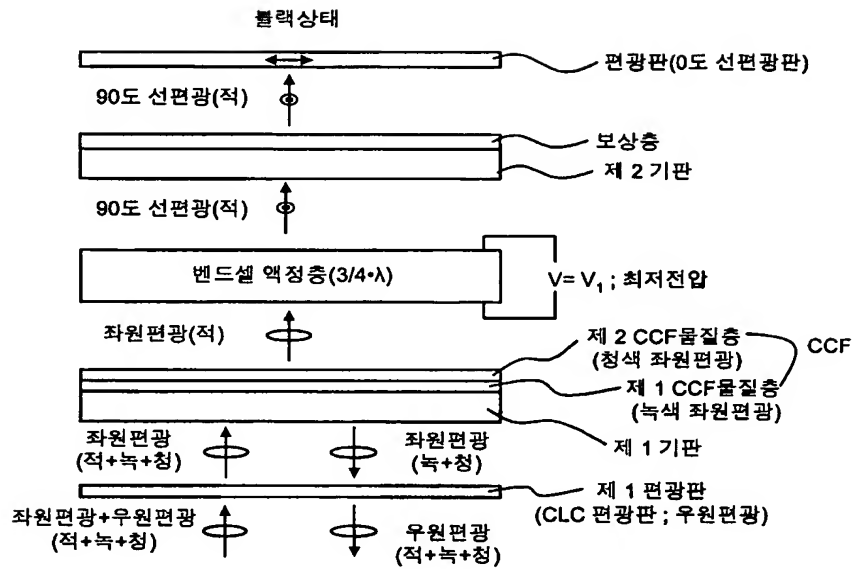 블랙상태
편광판(0도 선편광판)
90도 선편광(적)
보상층
제 2 기판
90도 선편광(적)
벤드셀 액정층(3/4•λ)
V= V₁ ; 최저전압
좌원편광(적)
제 2 CCF물질층
(청색 좌원편광)
CCF
제 1 CCF물질층
(녹색 좌원편광)
제 1 기판
좌원편광
(적+녹+청)
좌원편광
(녹+청)
제 1 편광판
(CLC 편광판 ; 우원편광)
좌원편광+우원편광
(적+녹+청)
우원편광
(적+녹+청)